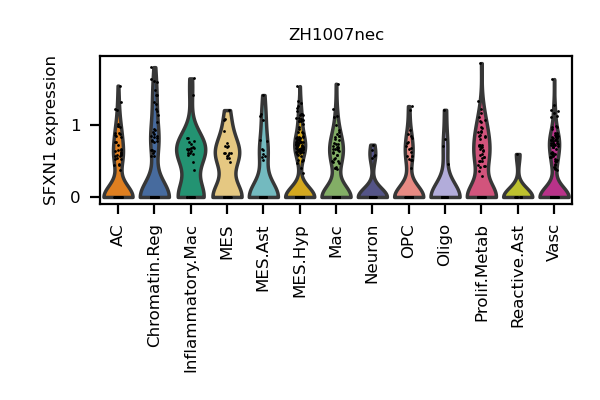 ZH1007nec
SFXN1 expression
1
0
AC
Chromatin.Reg
Inflammatory.Mac
MES
MES.Ast
MES.Hyp
Mac
Neuron
OPC
Oligo
Prolif.Metab
Reactive.Ast
Vasc